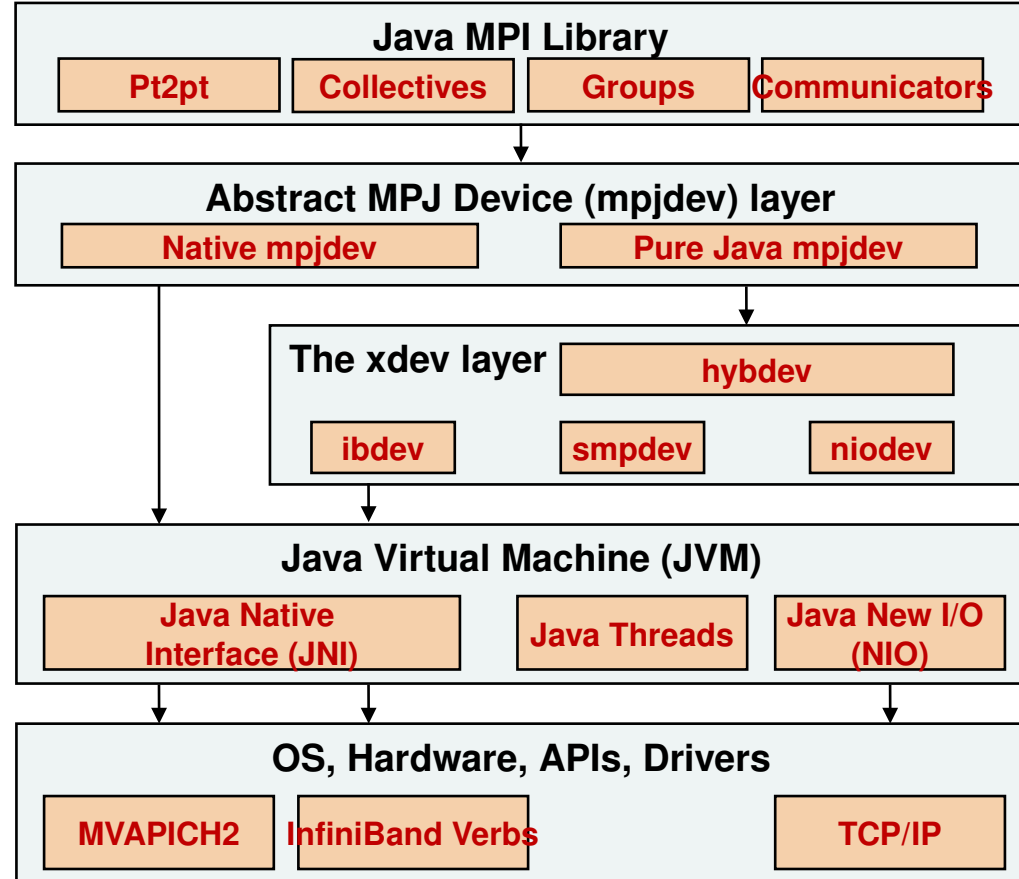 Java MPI Library
Pt2pt
Collectives
Groups
Communicators
Abstract MPJ Device (mpjdev) layer
Native mpjdev
Pure Java mpjdev
The xdev layer
hybdev
ibdev
smpdev
niodev
Java Virtual Machine (JVM)
Java Native
Interface (JNI)
Java Threads
Java New I/O
(NIO)
OS, Hardware, APIs, Drivers
MVAPICH2
InfiniBand Verbs
TCP/IP